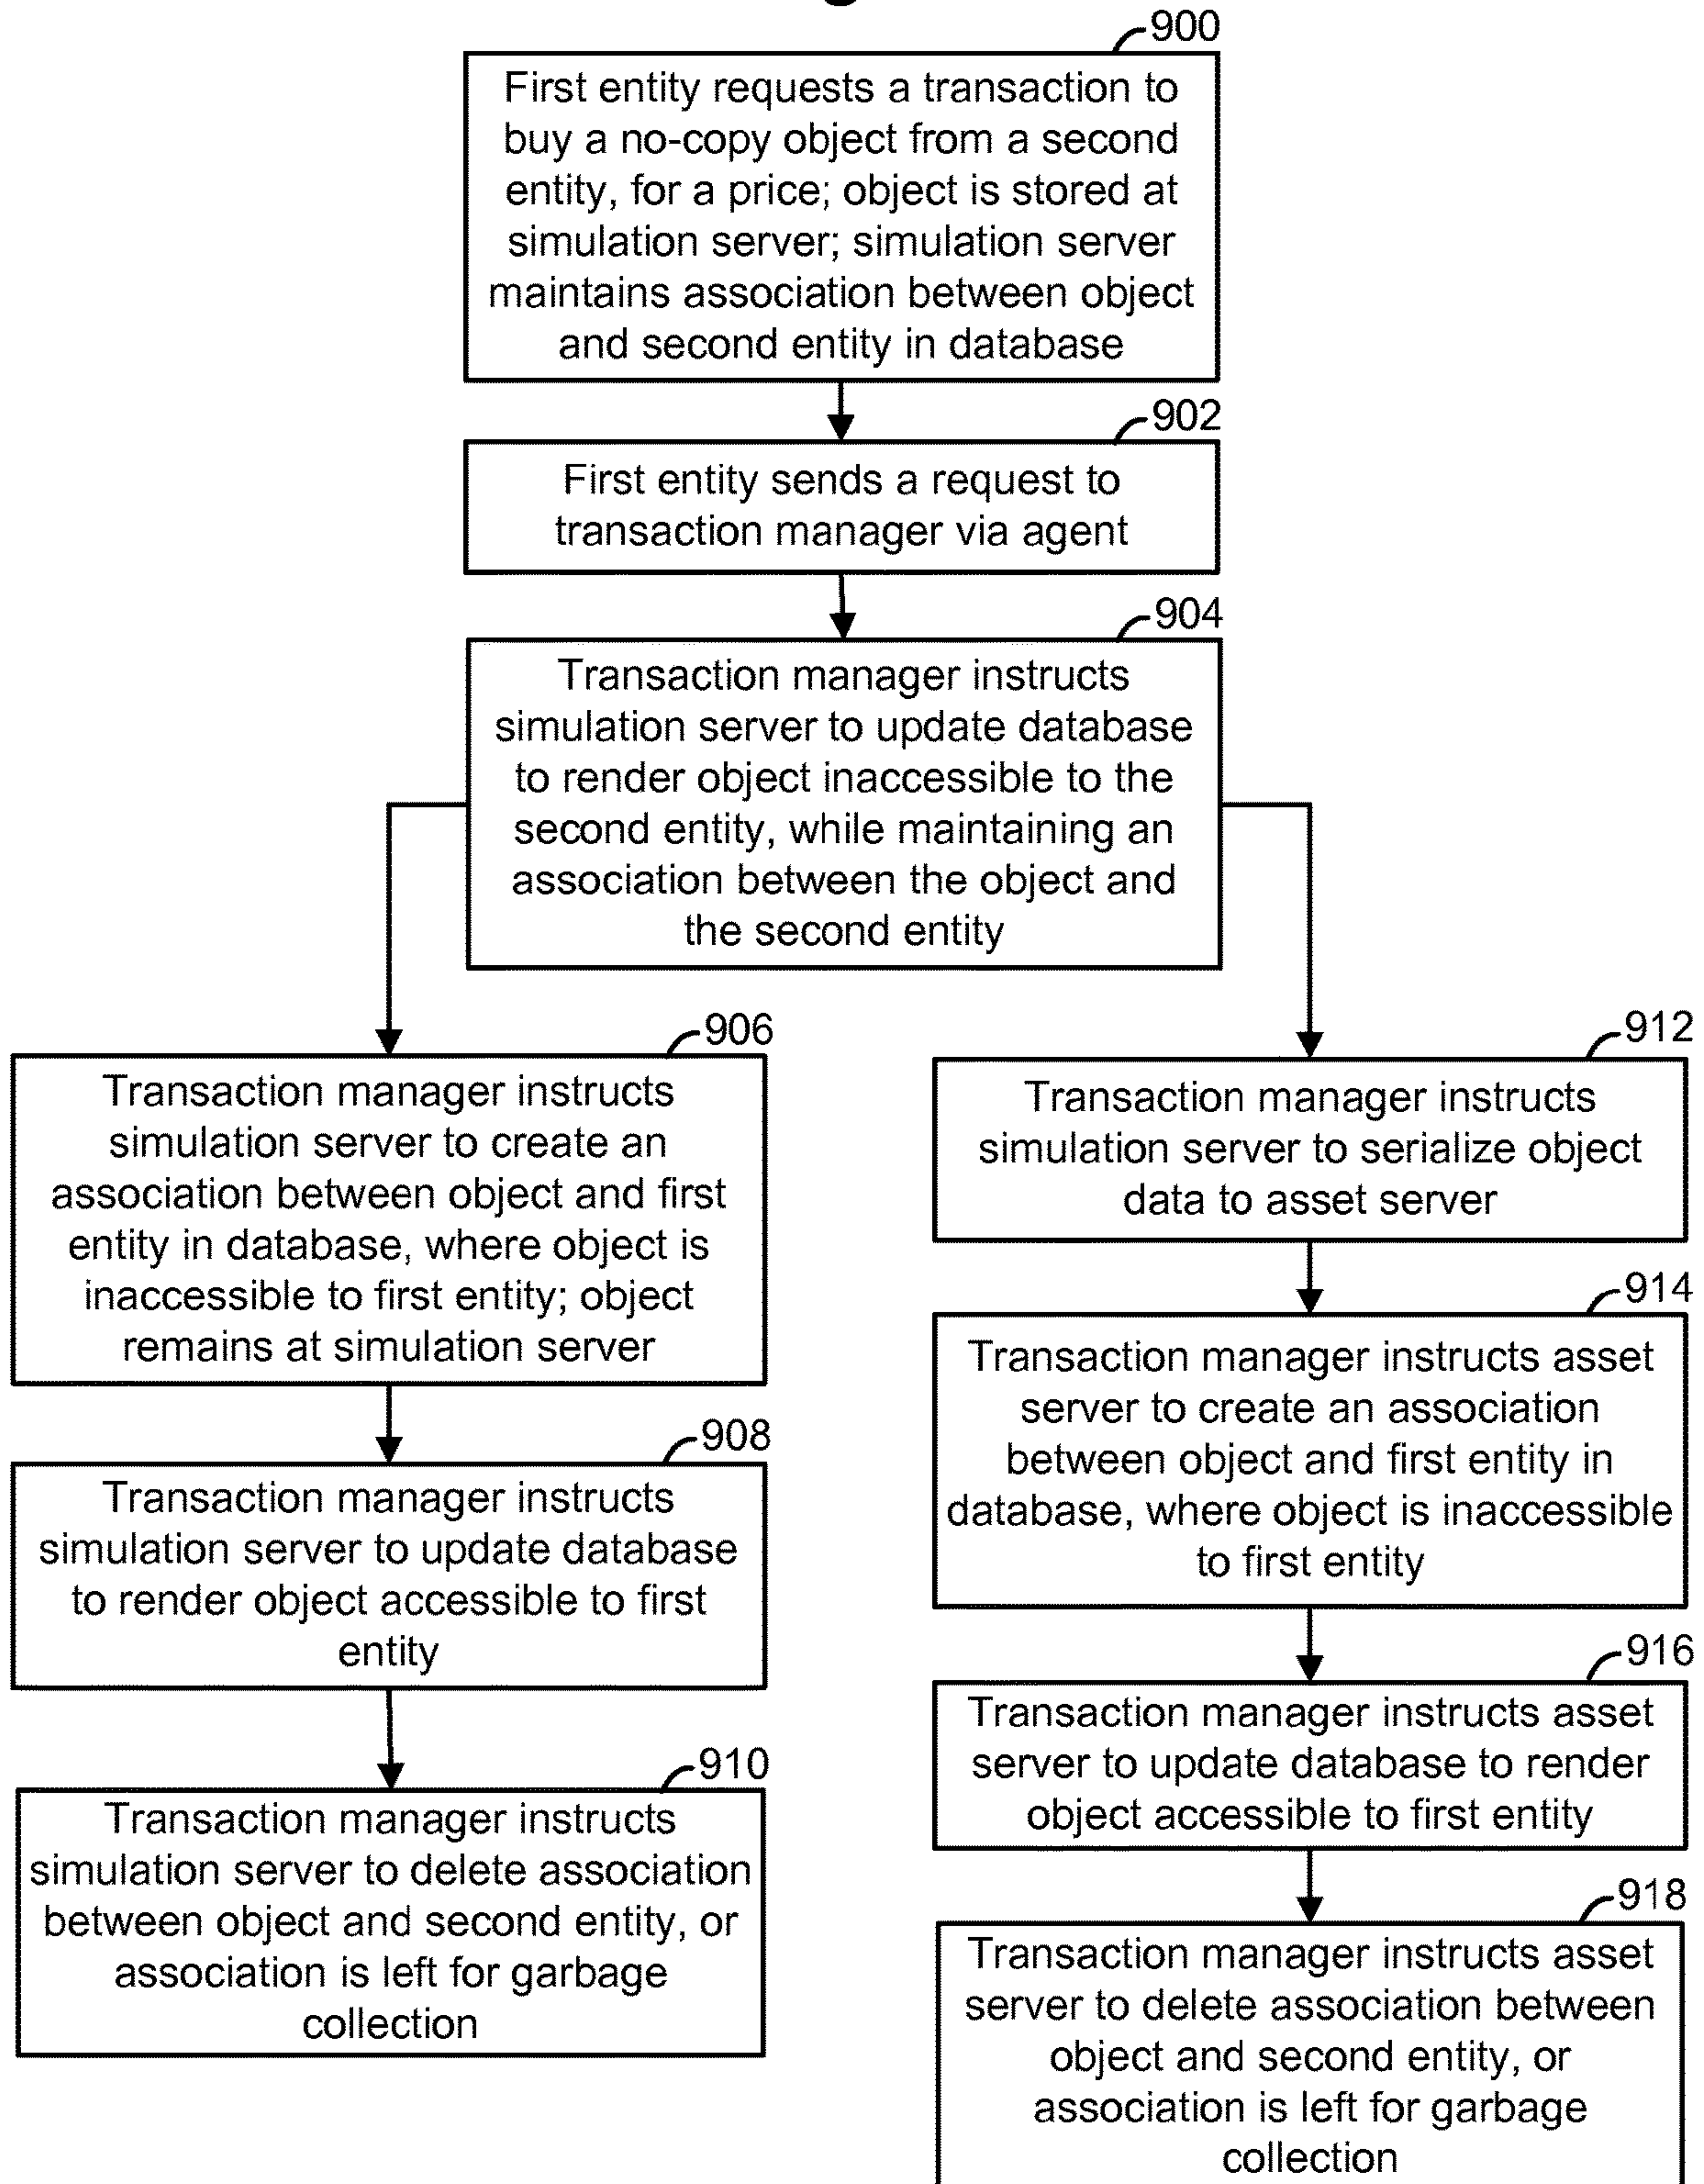 900
First entity requests a transaction to
buy a no-copy object from a second
entity, for a price; object is stored at
simulation server; simulation server
maintains association between object
and second entity in database
902
First entity sends a request to
transaction manager via agent
904
Transaction manager instructs
simulation server to update database
to render object inaccessible to the
second entity, while maintaining an
association between the object and
the second entity
906
Transaction manager instructs
simulation server to create an
association between object and first
entity in database, where object is
inaccessible to first entity; object
remains at simulation server
908
Transaction manager instructs
simulation server to update database
to render object accessible to first
entity
910
Transaction manager instructs
simulation server to delete association
between object and second entity, or
association is left for garbage
collection
912
Transaction manager instructs
simulation server to serialize object
data to asset server
914
Transaction manager instructs asset
server to create an association
between object and first entity in
database, where object is inaccessible
to first entity
916
Transaction manager instructs asset
server to update database to render
object accessible to first entity
918
Transaction manager instructs asset
server to delete association between
object and second entity, or
association is left for garbage
collection